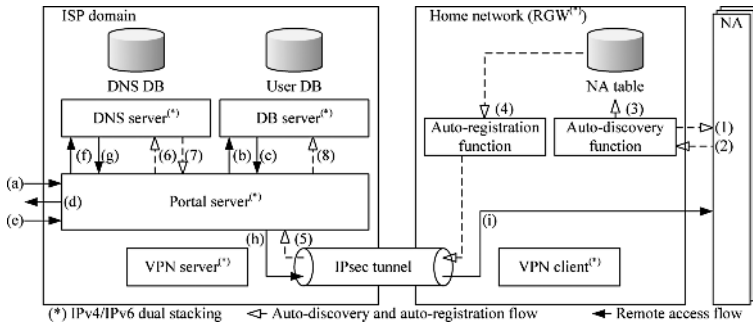 ISP domain
Home network (RGW(*))
NA
DNS DB
User DB
NA table
DNS server(*)
DB server(*)
(4)
(3)
Auto-registration
function
Auto-discovery
function
(1)
(2)
(f)
(g)
(6)
(7)
(b)
(c)
(8)
(a)
(d)
(e)
Portal server(*)
(h)
(5)
(i)
VPN server(*)
IPsec tunnel
VPN client(*)
(*) IPv4/IPv6 dual stacking
Auto-discovery and auto-registration flow
Remote access flow